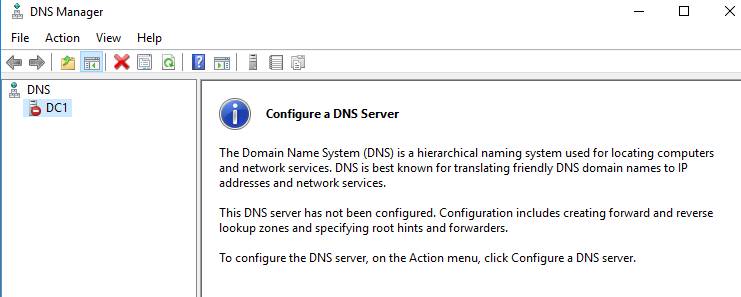 DNS Manager
File Action View Help
DNS
DC1
Configure a DNS Server
The Domain Name System (DNS) is a hierarchical naming system used for locating computers
and network services. DNS is best known for translating friendly DNS domain names to IP
addresses and network services.
This DNS server has not been configured. Configuration includes creating forward and reverse
lookup zones and specifying root hints and forwarders.
To configure the DNS server, on the Action menu, click Configure a DNS server.